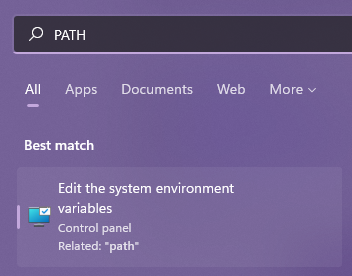 PATH
All Apps Documents Web More
Best match
Edit the system environment
variables
Control panel
Related: "path"